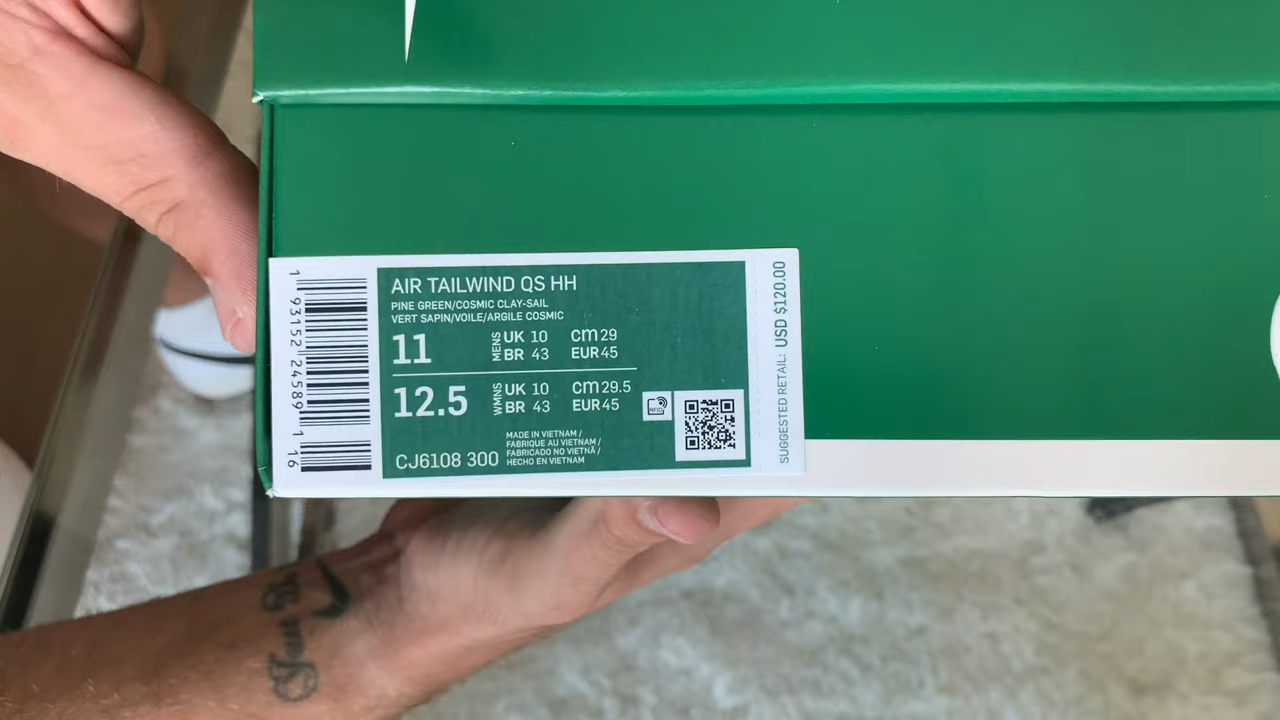 AIR TAILWIND QS HH
PINE GREEN/COSMIC CLAY-SAIL
VERT SAPIN/VOILE/ARGILE COSMIC
11 MENS UK 10 cm 29
BR 43 EUR 45
12.5 WMNS UK 10 cm 29.5
BR 43 EUR 45
RFID
MADE IN VIETNAM /
FABRIQUE AU VIETNAM /
FABRICADO NO VIETNÃ /
HECHO EN VIETNAM
CJ6108 300
1 93152 24589 1 16
SUGGESTED RETAIL: USD $120.00